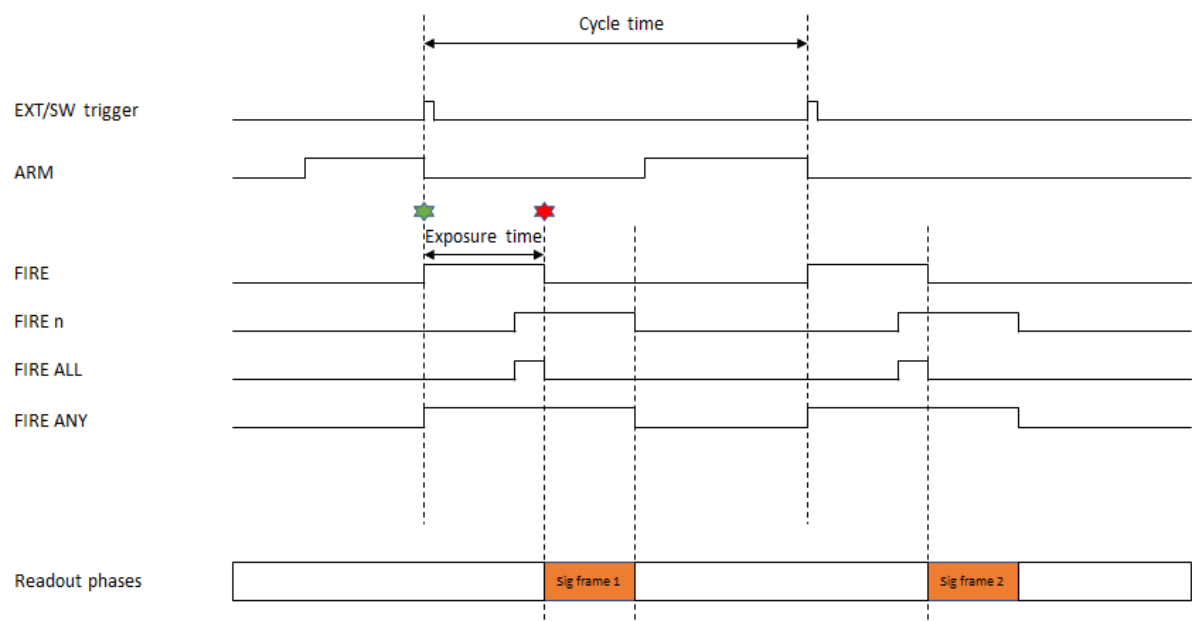 Cycle time
EXT/SW trigger
ARM
Exposure time
FIRE
FIRE n
FIRE ALL
FIRE ANY
Readout phases
Sig frame 1
Sig frame 2